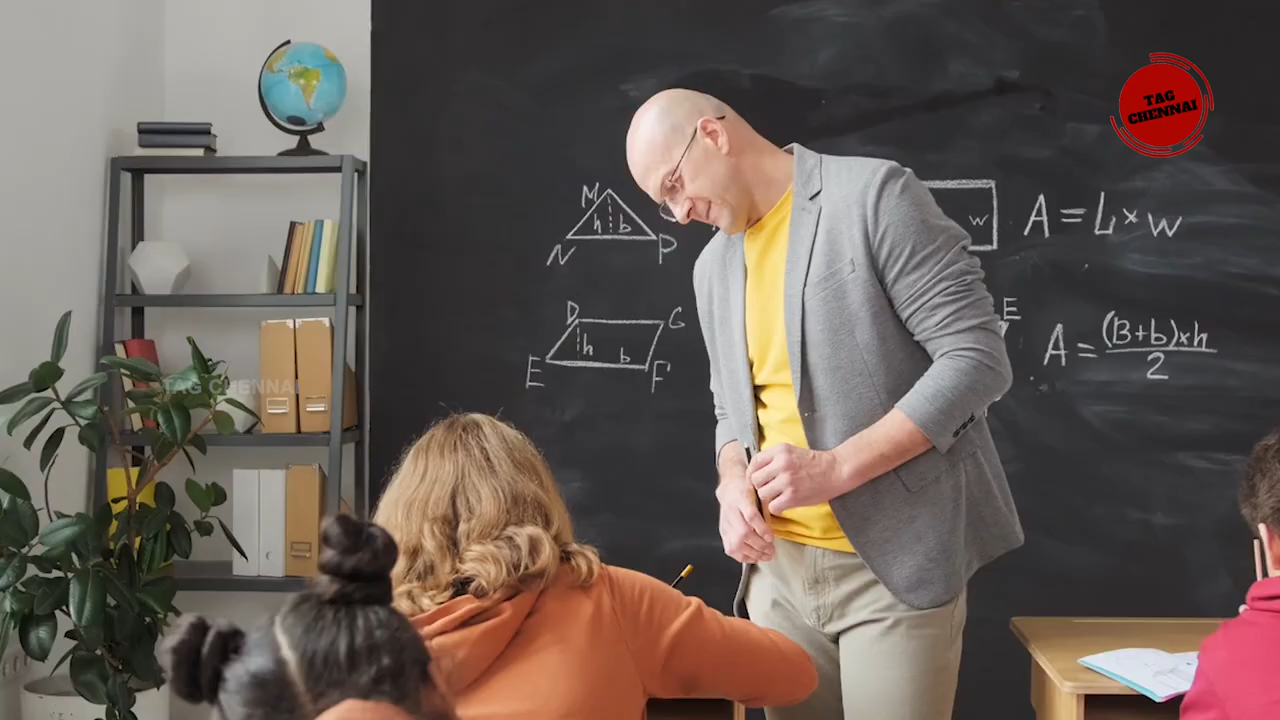 TAG
CHENNAI
M
h b
N P
w
A = L × w
D G
h b
E F
E
A = (B+b)×h
2
TAG CHENNAI